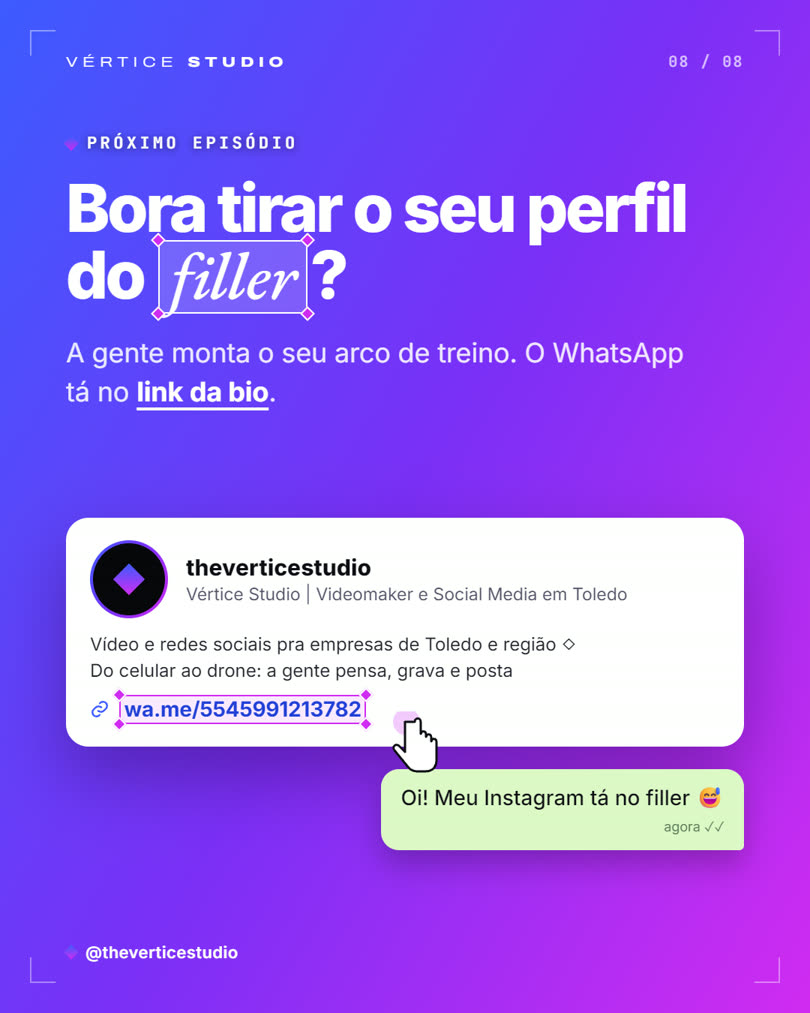 VÉRTICE STUDIO
08 / 08
PRÓXIMO EPISÓDIO
Bora tirar o seu perfil
do filler?
A gente monta o seu arco de treino. O WhatsApp
tá no link da bio.
theverticestudio
Vértice Studio | Videomaker e Social Media em Toledo
Vídeo e redes sociais pra empresas de Toledo e região ◇
Do celular ao drone: a gente pensa, grava e posta
wa.me/5545991213782
Oi! Meu Instagram tá no filler 😅
agora ✓✓
@theverticestudio